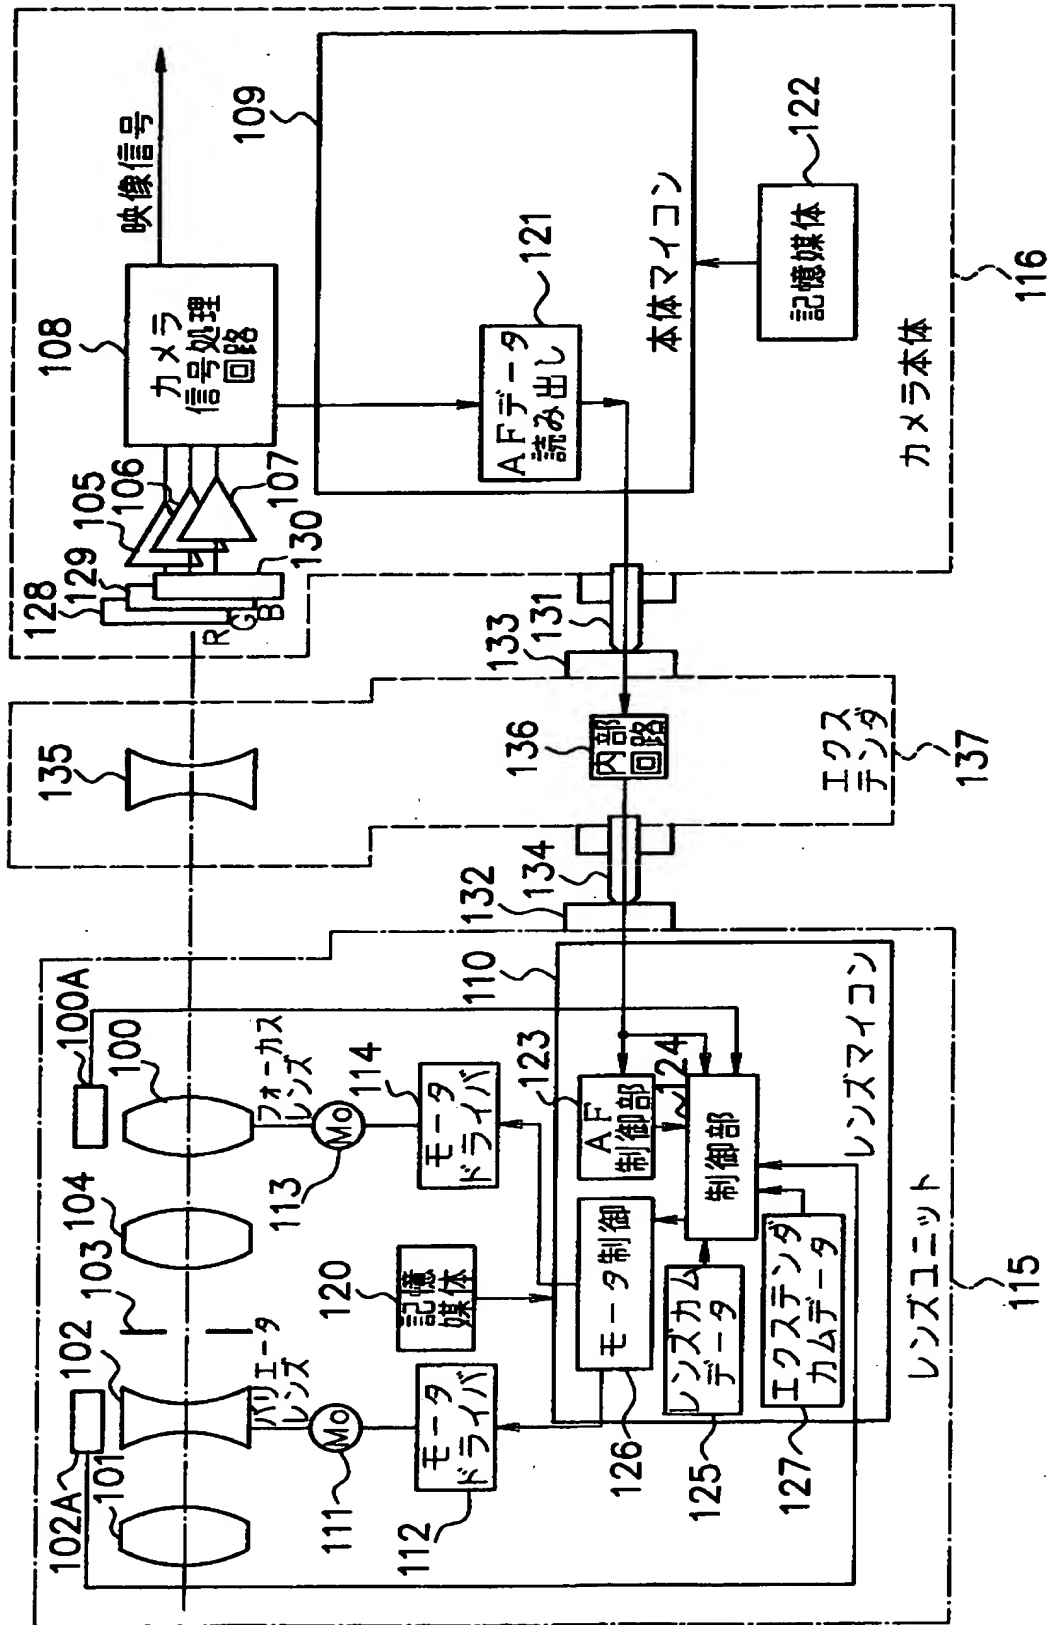 102A
101
102
バリエータ
レンズ
Mo
111
モータ
ドライバ
112
103
104
100A
100
フォーカス
レンズ
Mo
113
モータ
ドライバ
114
120
記憶
媒体
110
123
AF
制御部
124
制御部
モータ制御
126
レンズカム
データ
125
エクステンダ
カムデータ
127
レンズマイコン
レンズユニット
115
132
134
135
136
内部
回路
エクス
テンダ
137
133
131
128
129
R
G
B
130
105
106
107
108
カメラ
信号処理
回路
映像信号
109
AFデータ
読み出し
121
本体マイコン
記憶媒体
122
カメラ本体
116